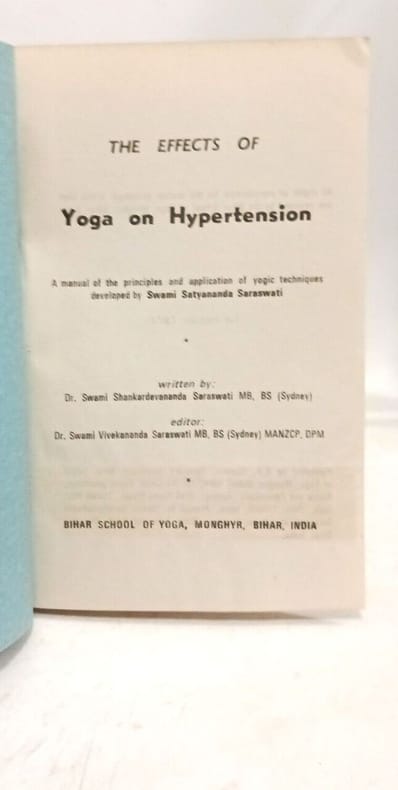 THE EFFECTS OF
Yoga on Hypertension
A manual of the principles and application of yogic techniques
developed by Swami Satyananda Saraswati
written by:
Dr. Swami Shankardevananda Saraswati MB, BS (Sydney)
editor:
Dr. Swami Vivekananda Saraswati MB, BS (Sydney) MANZCP, DPM
BIHAR SCHOOL OF YOGA, MONGHYR, BIHAR, INDIA